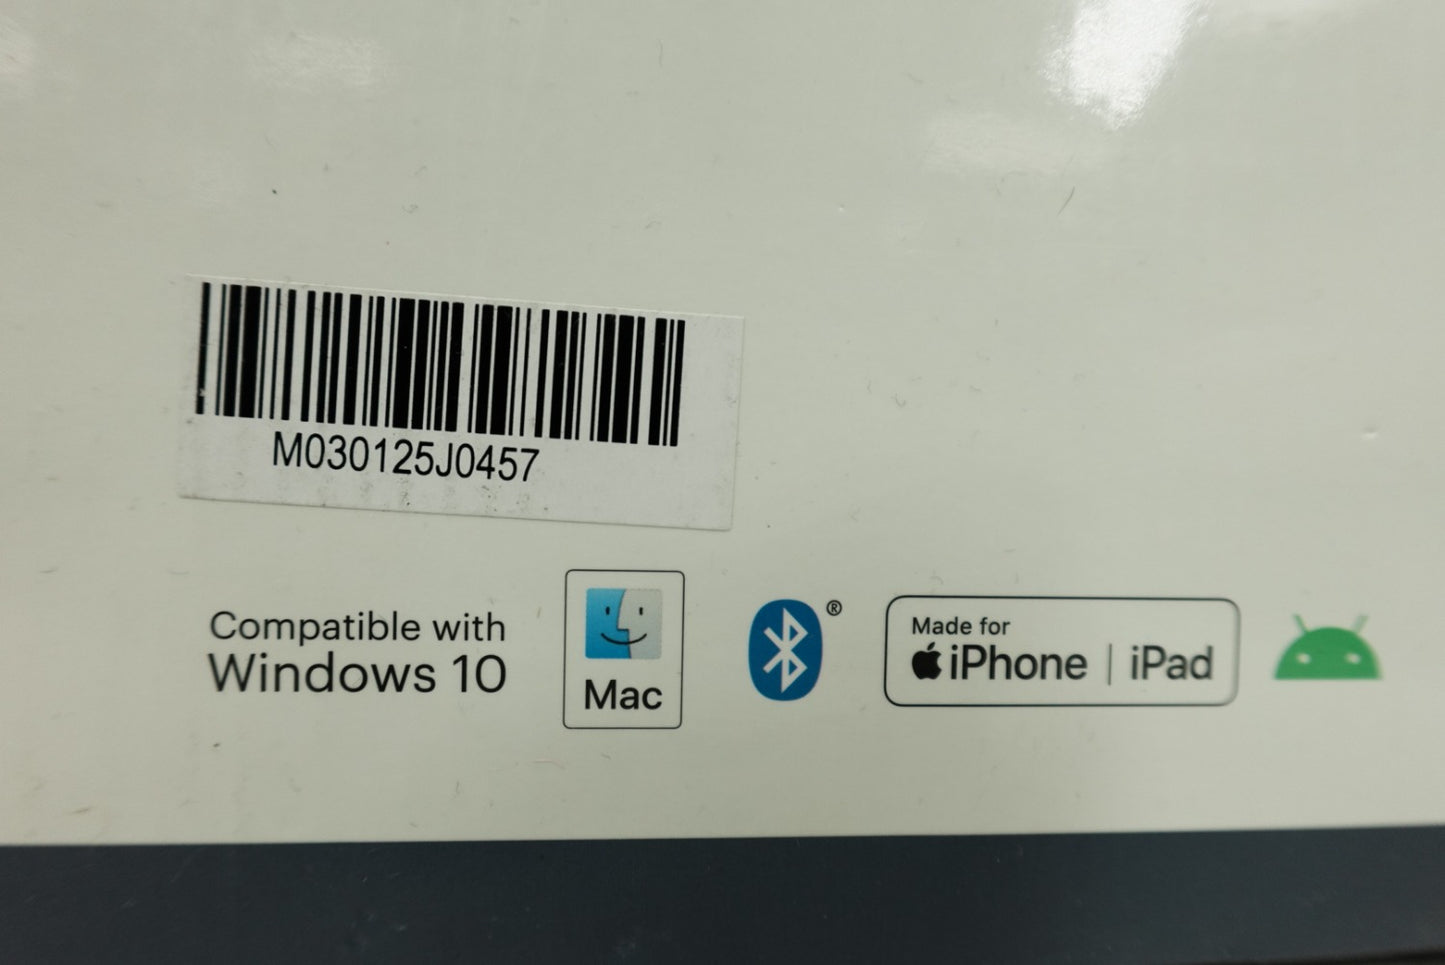 M030125J0457
Compatible with
Windows 10
Mac
®
Made for
iPhone | iPad